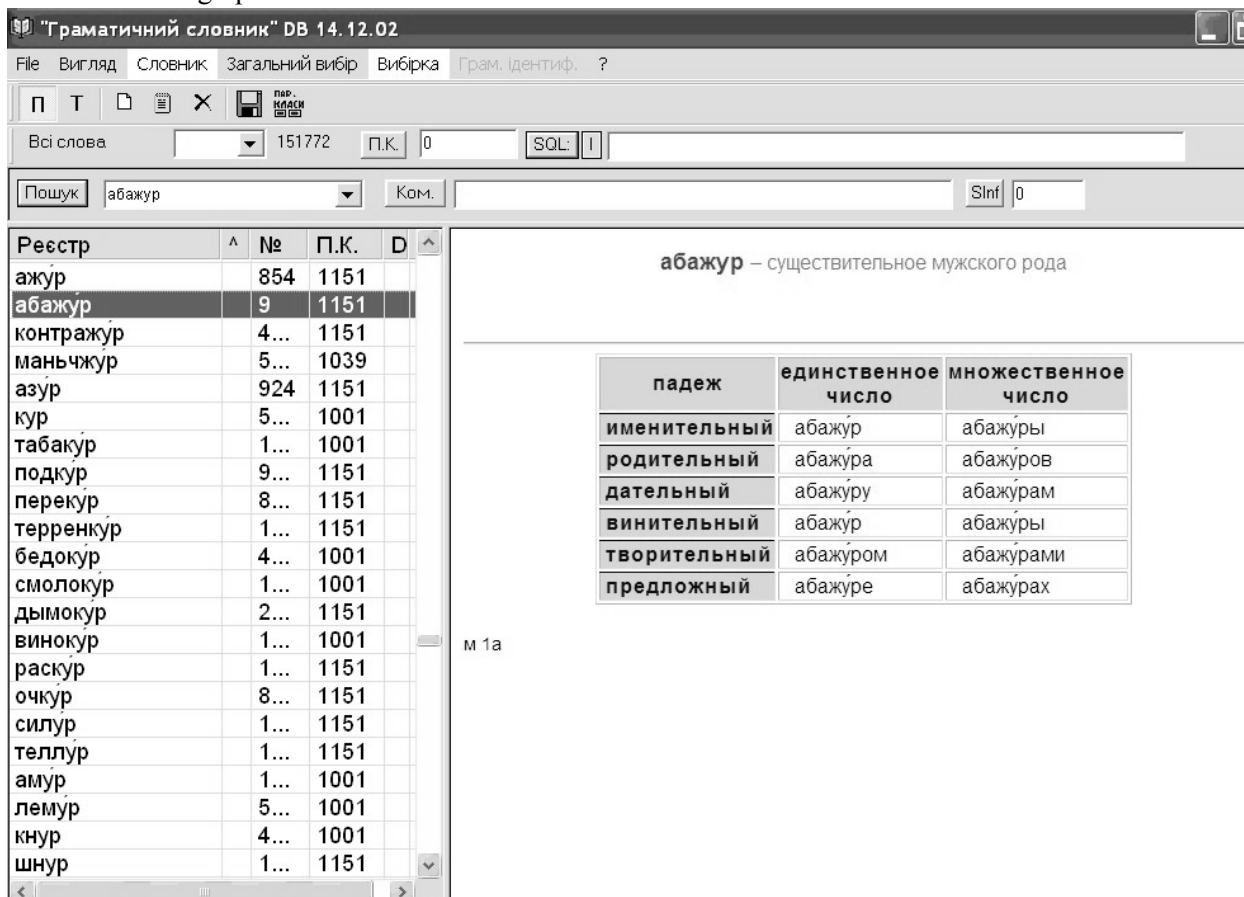 "Граматичний словник" DB 14.12.02
File Вигляд Словник Загальний вибір Вибірка Грам. ідентиф. ?
П Т ПАР. КЛАСИ
Всі слова 151772 П.К. 0 SQL: I
Пошук абажур Ком. SInf 0
Реєстр ^ № П.К. D
ажу́р 854 1151
абажу́р 9 1151
контражу́р 4... 1151
маньчжу́р 5... 1039
азу́р 924 1151
кур 5... 1001
табаку́р 1... 1001
подку́р 9... 1151
переку́р 8... 1151
терренку́р 1... 1151
бедоку́р 4... 1001
смолоку́р 1... 1001
дымоку́р 2... 1151
виноку́р 1... 1001
раску́р 1... 1151
очку́р 8... 1151
силу́р 1... 1151
теллу́р 1... 1151
аму́р 1... 1001
лему́р 5... 1001
кнур 4... 1001
шнур 1... 1151
абажур – существительное мужского рода
падеж единственное число множественное число
именительный абажу́р абажу́ры
родительный абажу́ра абажу́ров
дательный абажу́ру абажу́рам
винительный абажу́р абажу́ры
творительный абажу́ром абажу́рами
предложный абажу́ре абажу́рах
м 1а